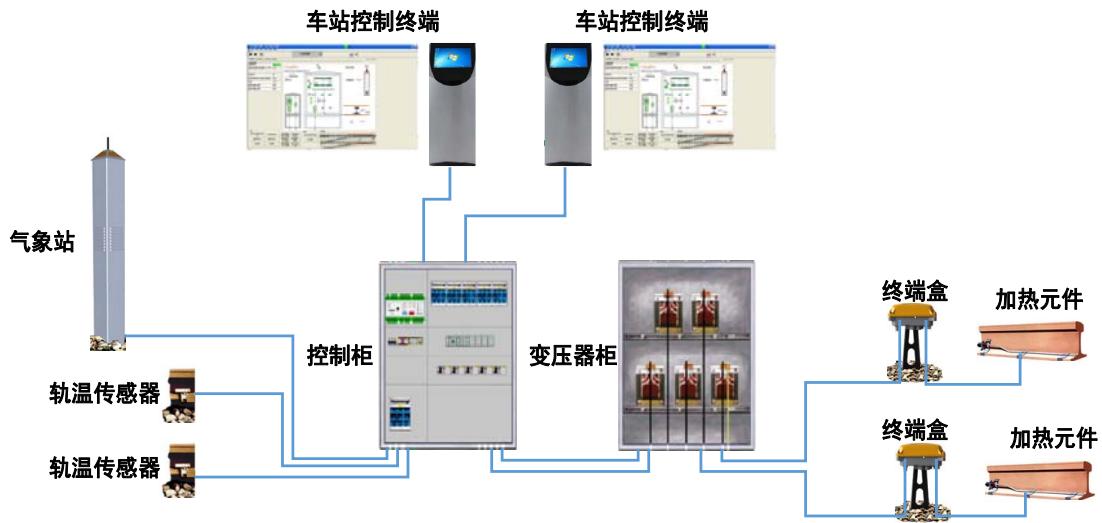 车站控制终端
车站控制终端
气象站
控制柜
变压器柜
终端盒
加热元件
轨温传感器
终端盒
加热元件
轨温传感器